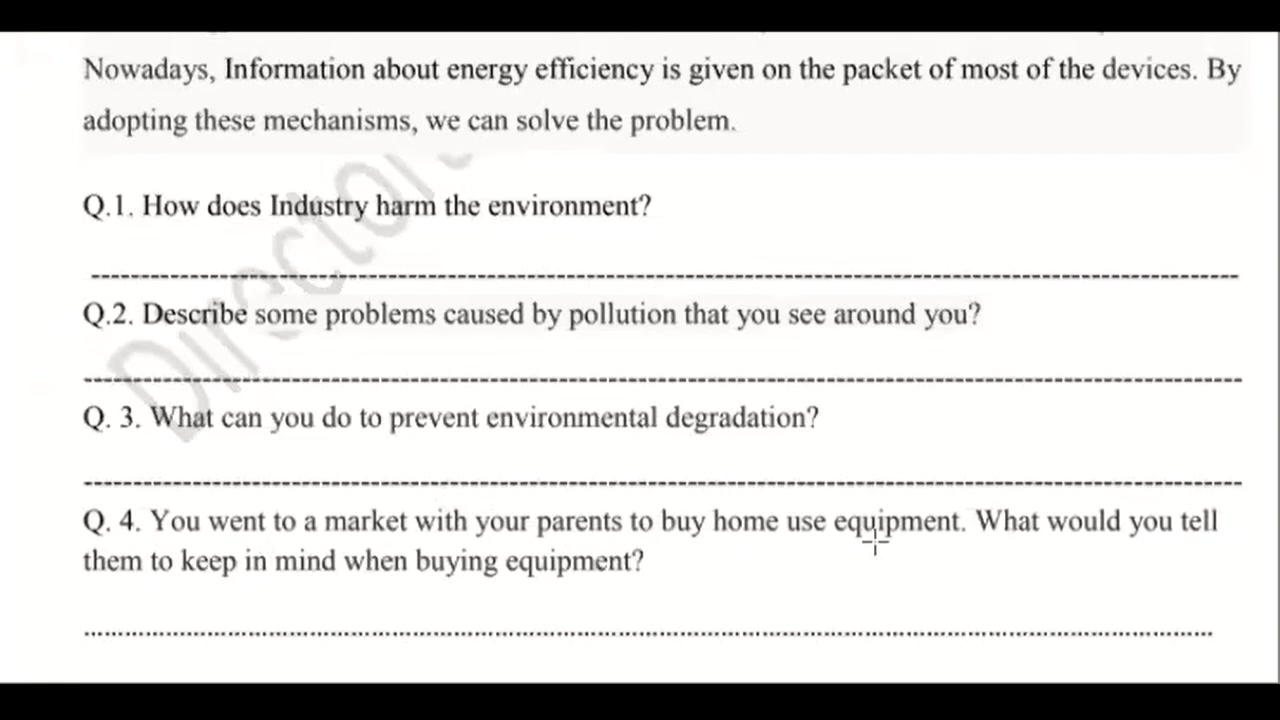 Nowadays, Information about energy efficiency is given on the packet of most of the devices. By
adopting these mechanisms, we can solve the problem.
Q.1. How does Industry harm the environment?
Q.2. Describe some problems caused by pollution that you see around you?
Q. 3. What can you do to prevent environmental degradation?
Q. 4. You went to a market with your parents to buy home use equipment. What would you tell
them to keep in mind when buying equipment?